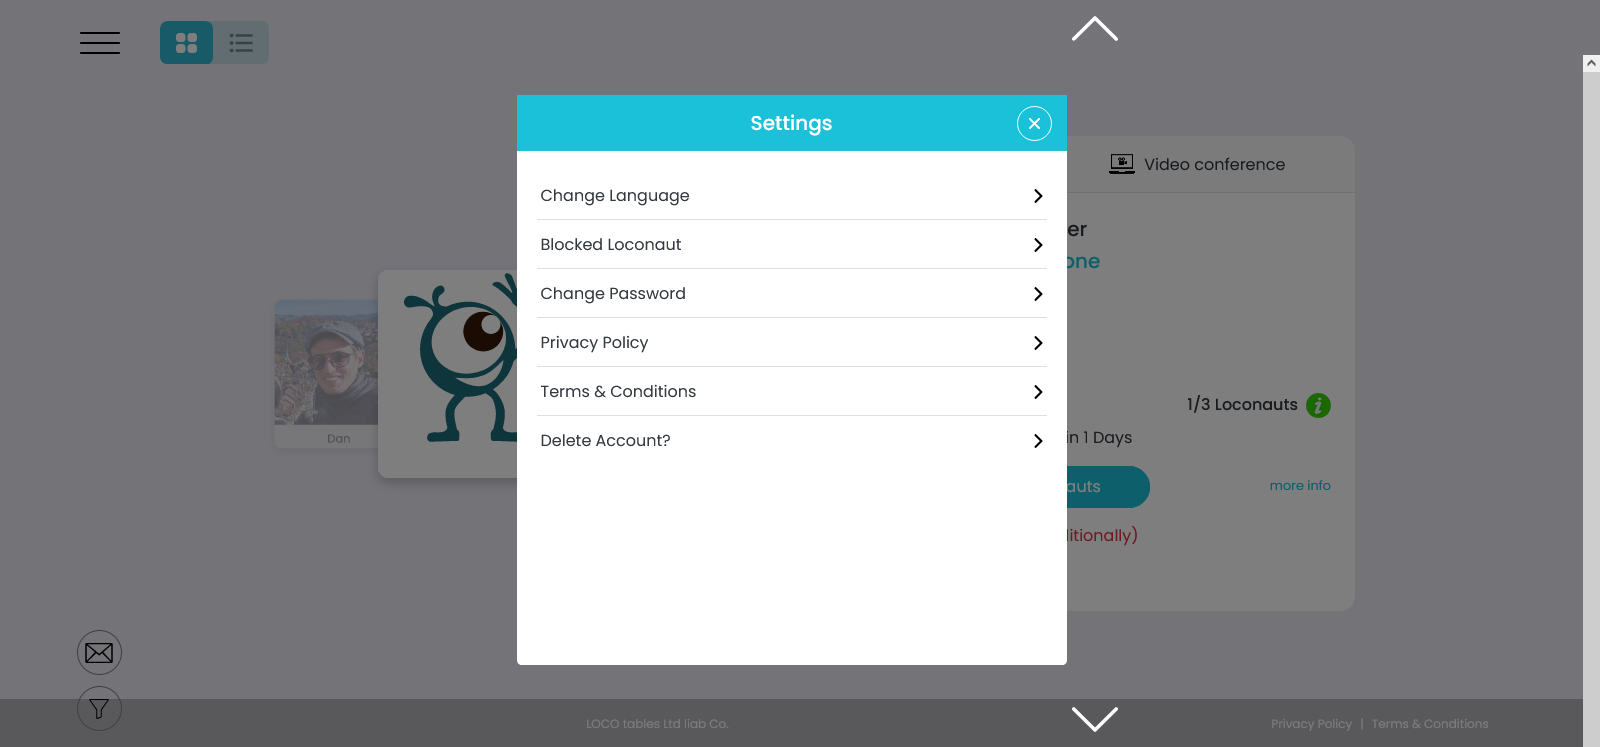 Settings
Video conference
Change Language
Blocked Loconaut
Change Password
Privacy Policy
Terms & Conditions
Delete Account?
er
one
1/3 Loconauts
in 1 Days
auts
more info
itionally)
Dan
LOCO tables Ltd liab Co.
Privacy Policy | Terms & Conditions